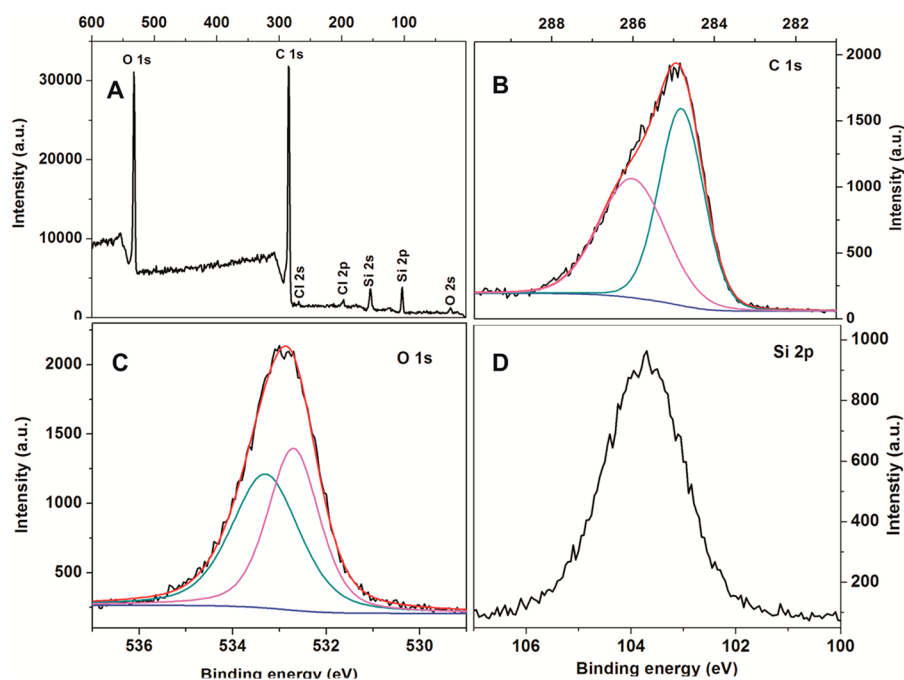 600 500 400 300 200 100
288 286 284 282
O 1s
C 1s
A
Cl 2s
Cl 2p
Si 2s
Si 2p
O 2s
30000
20000
10000
0
Intensity (a.u.)
B
C 1s
2000
1500
1000
500
0
Intensity (a.u.)
C
O 1s
2000
1500
1000
500
Intensity (a.u.)
536 534 532 530
Binding energy (eV)
D
Si 2p
1000
800
600
400
200
Intenstiy (a.u.)
106 104 102 100
Binding energy (eV)